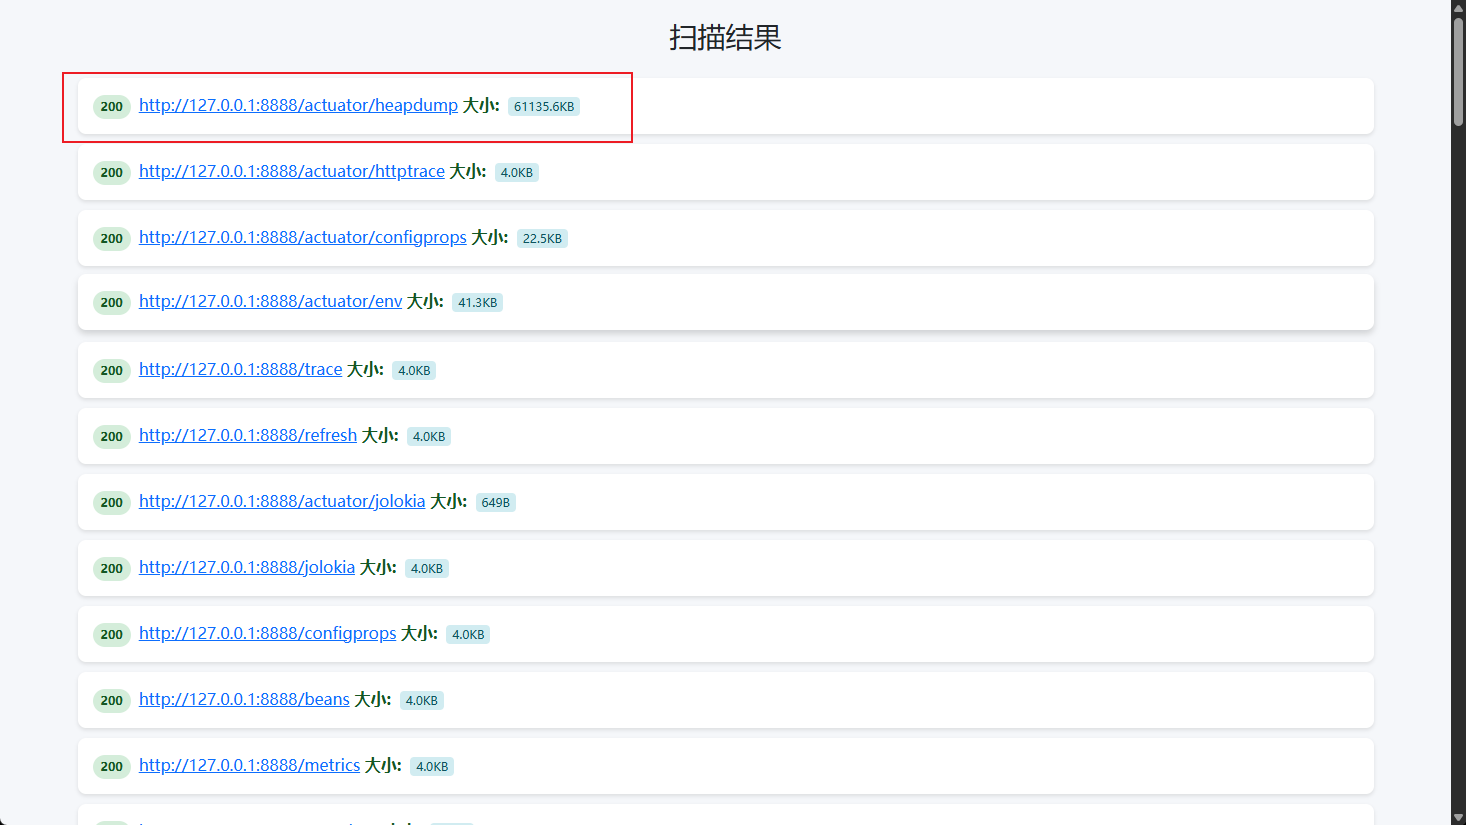 扫描结果
200 http://127.0.0.1:8888/actuator/heapdump 大小: 61135.6KB
200 http://127.0.0.1:8888/actuator/httptrace 大小: 4.0KB
200 http://127.0.0.1:8888/actuator/configprops 大小: 22.5KB
200 http://127.0.0.1:8888/actuator/env 大小: 41.3KB
200 http://127.0.0.1:8888/trace 大小: 4.0KB
200 http://127.0.0.1:8888/refresh 大小: 4.0KB
200 http://127.0.0.1:8888/actuator/jolokia 大小: 649B
200 http://127.0.0.1:8888/jolokia 大小: 4.0KB
200 http://127.0.0.1:8888/configprops 大小: 4.0KB
200 http://127.0.0.1:8888/beans 大小: 4.0KB
200 http://127.0.0.1:8888/metrics 大小: 4.0KB